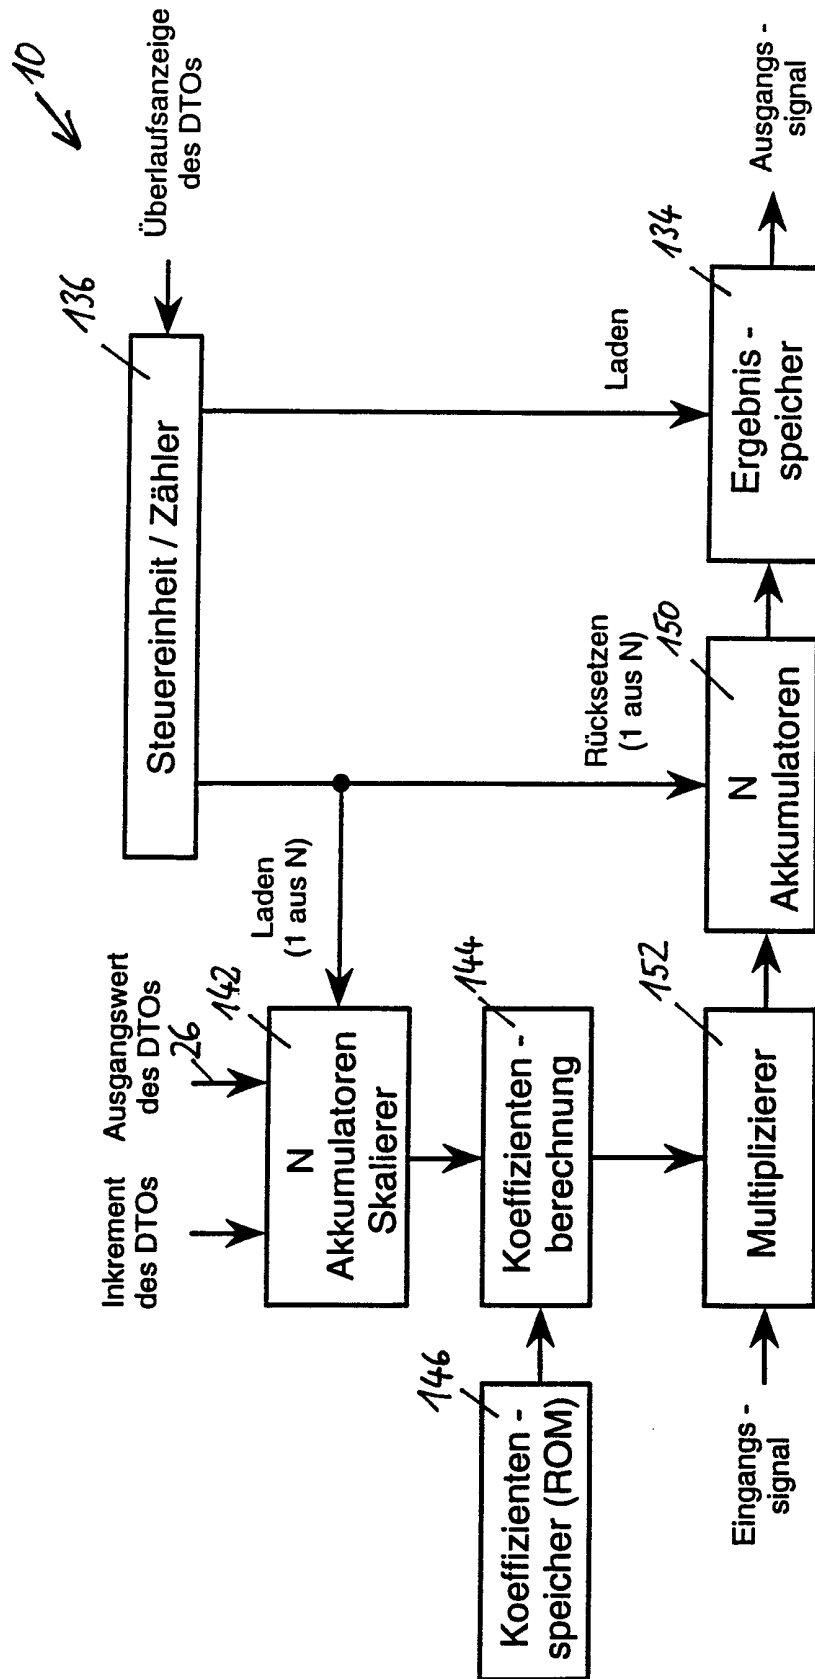 10
Überlaufsanzeige
des DTOs
136
Steuereinheit / Zähler
Laden
(1 aus N)
Rücksetzen
(1 aus N)
Laden
Inkrement
des DTOs
Ausgangswert
des DTOs
26
142
N
Akkumulatoren
Skalierer
144
Koeffizienten -
berechnung
146
Koeffizienten -
speicher (ROM)
Eingangs -
signal
152
Multiplizierer
150
N
Akkumulatoren
134
Ergebnis -
speicher
Ausgangs -
signal